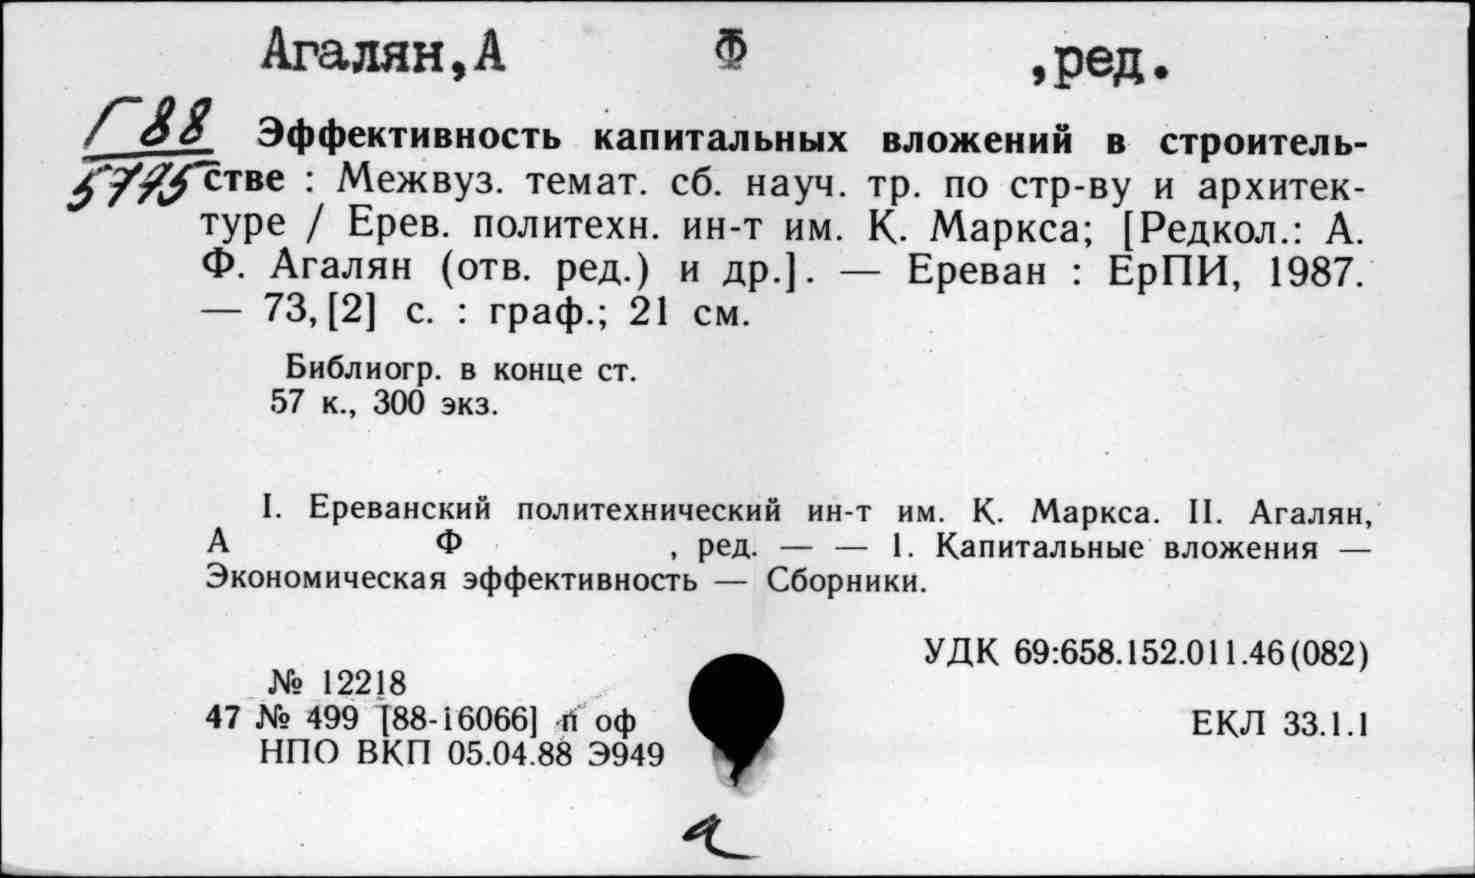 Агалян, А Ф , ред.
Г88 Эффективность капитальных вложений в строитель-
стве : Межвуз. темат. сб. науч. тр. по стр-ву и архитек-
туре / Ерев. политехн. ин-т им. К. Маркса; [Редкол.: А.
Ф. Агалян (отв. ред.) и др.]. — Ереван : ЕрПИ, 1987.
— 73, [2] с. : граф.; 21 см.
Библиогр. в конце ст.
57 к., 300 экз.
I. Ереванский политехнический ин-т им. К. Маркса. II. Агалян,
А Ф , ред. — — 1. Капитальные вложения —
Экономическая эффективность — Сборники.
УДК 69:658.152.011.46(082)
№ 12218
47 № 499 [88-16066] п оф
ЕКЛ 33.1.1
НПО ВКП 05.04.88 Э949